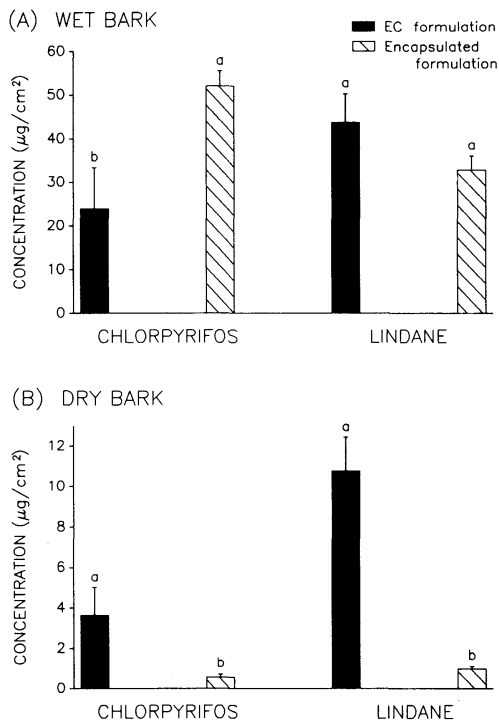 (A) WET BARK
EC formulation
Encapsulated
formulation
CONCENTRATION (µg/cm²)
60
50
40
30
20
10
0
b
a
a
a
CHLORPYRIFOS
LINDANE
(B) DRY BARK
CONCENTRATION (µg/cm²)
12
10
8
6
4
2
0
a
b
a
b
CHLORPYRIFOS
LINDANE